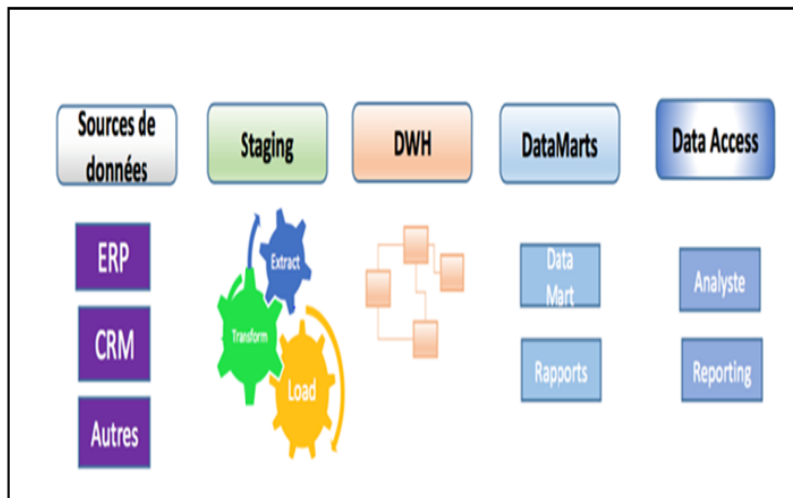 Sources de
données
Staging
DWH
DataMarts
Data Access
ERP
CRM
Autres
Extract
Transform
Load
Data
Mart
Rapports
Analyste
Reporting